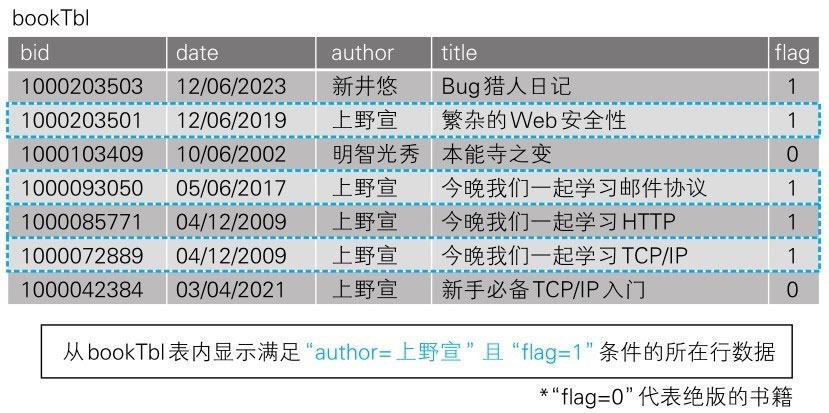 bookTbl
bid date author title flag
1000203503 12/06/2023 新井悠 Bug猎人日记 1
1000203501 12/06/2019 上野宣 繁杂的Web安全性 1
1000103409 10/06/2002 明智光秀 本能寺之变 0
1000093050 05/06/2017 上野宣 今晚我们一起学习邮件协议 1
1000085771 04/12/2009 上野宣 今晚我们一起学习HTTP 1
1000072889 04/12/2009 上野宣 今晚我们一起学习TCP/IP 1
1000042384 03/04/2021 上野宣 新手必备TCP/IP入门 0
从bookTbl表内显示满足“author=上野宣”且“flag=1”条件的所在行数据
*“flag=0”代表绝版的书籍